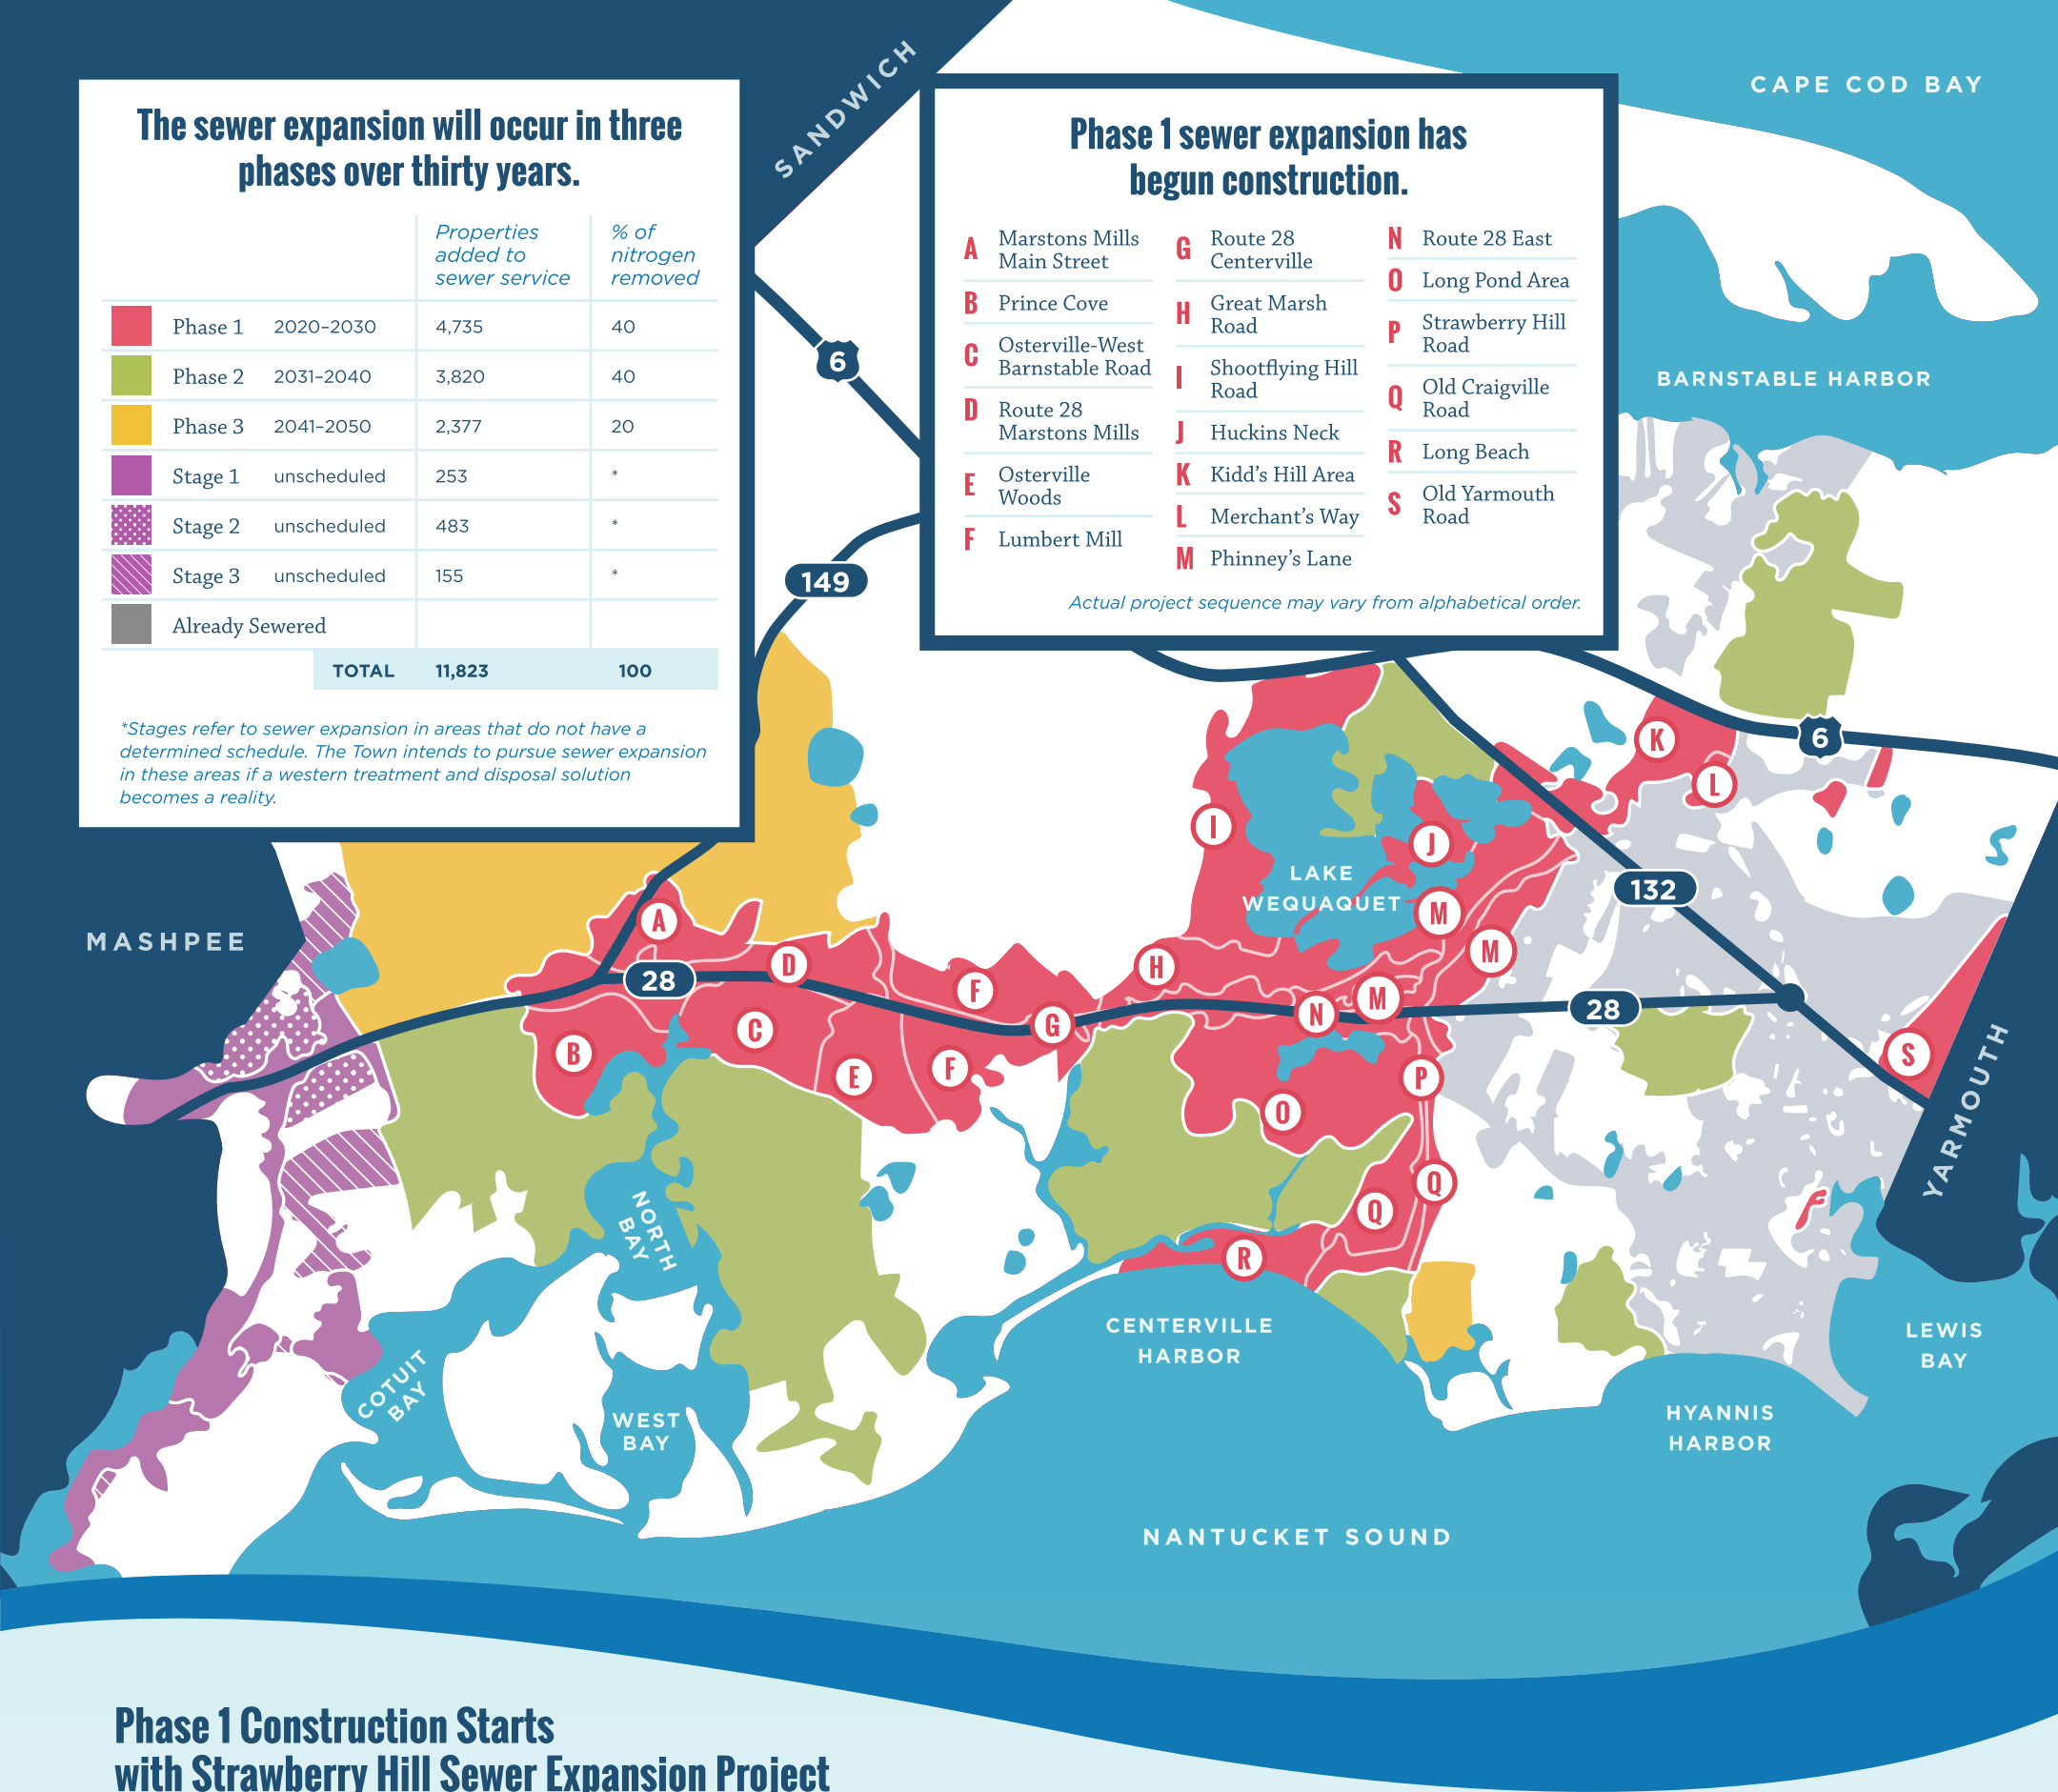 The sewer expansion will occur in three
phases over thirty years.
Properties
added to
sewer service
% of
nitrogen
removed
Phase 1 2020–2030 4,735 40
Phase 2 2031–2040 3,820 40
Phase 3 2041–2050 2,377 20
Stage 1 unscheduled 253 *
Stage 2 unscheduled 483 *
Stage 3 unscheduled 155 *
Already Sewered
TOTAL 11,823 100
*Stages refer to sewer expansion in areas that do not have a
determined schedule. The Town intends to pursue sewer expansion
in these areas if a western treatment and disposal solution
becomes a reality.
Phase 1 sewer expansion has
begun construction.
A Marstons Mills
Main Street
B Prince Cove
C Osterville-West
Barnstable Road
D Route 28
Marstons Mills
E Osterville
Woods
F Lumbert Mill
G Route 28
Centerville
H Great Marsh
Road
I Shootflying Hill
Road
J Huckins Neck
K Kidd’s Hill Area
L Merchant’s Way
M Phinney’s Lane
N Route 28 East
O Long Pond Area
P Strawberry Hill
Road
Q Old Craigville
Road
R Long Beach
S Old Yarmouth
Road
Actual project sequence may vary from alphabetical order.
SANDWICH
CAPE COD BAY
BARNSTABLE HARBOR
6
149
6
K
L
I
J
LAKE
WEQUAQUET
132
M
A
MASHPEE
M
D
H
28
F
M
28
N
G
C
B
S
E
F
P
O
YARMOUTH
Q
Q
NORTH
BAY
R
CENTERVILLE
HARBOR
LEWIS
BAY
COTUIT
BAY
WEST
BAY
HYANNIS
HARBOR
NANTUCKET SOUND
Phase 1 Construction Starts
with Strawberry Hill Sewer Expansion Project